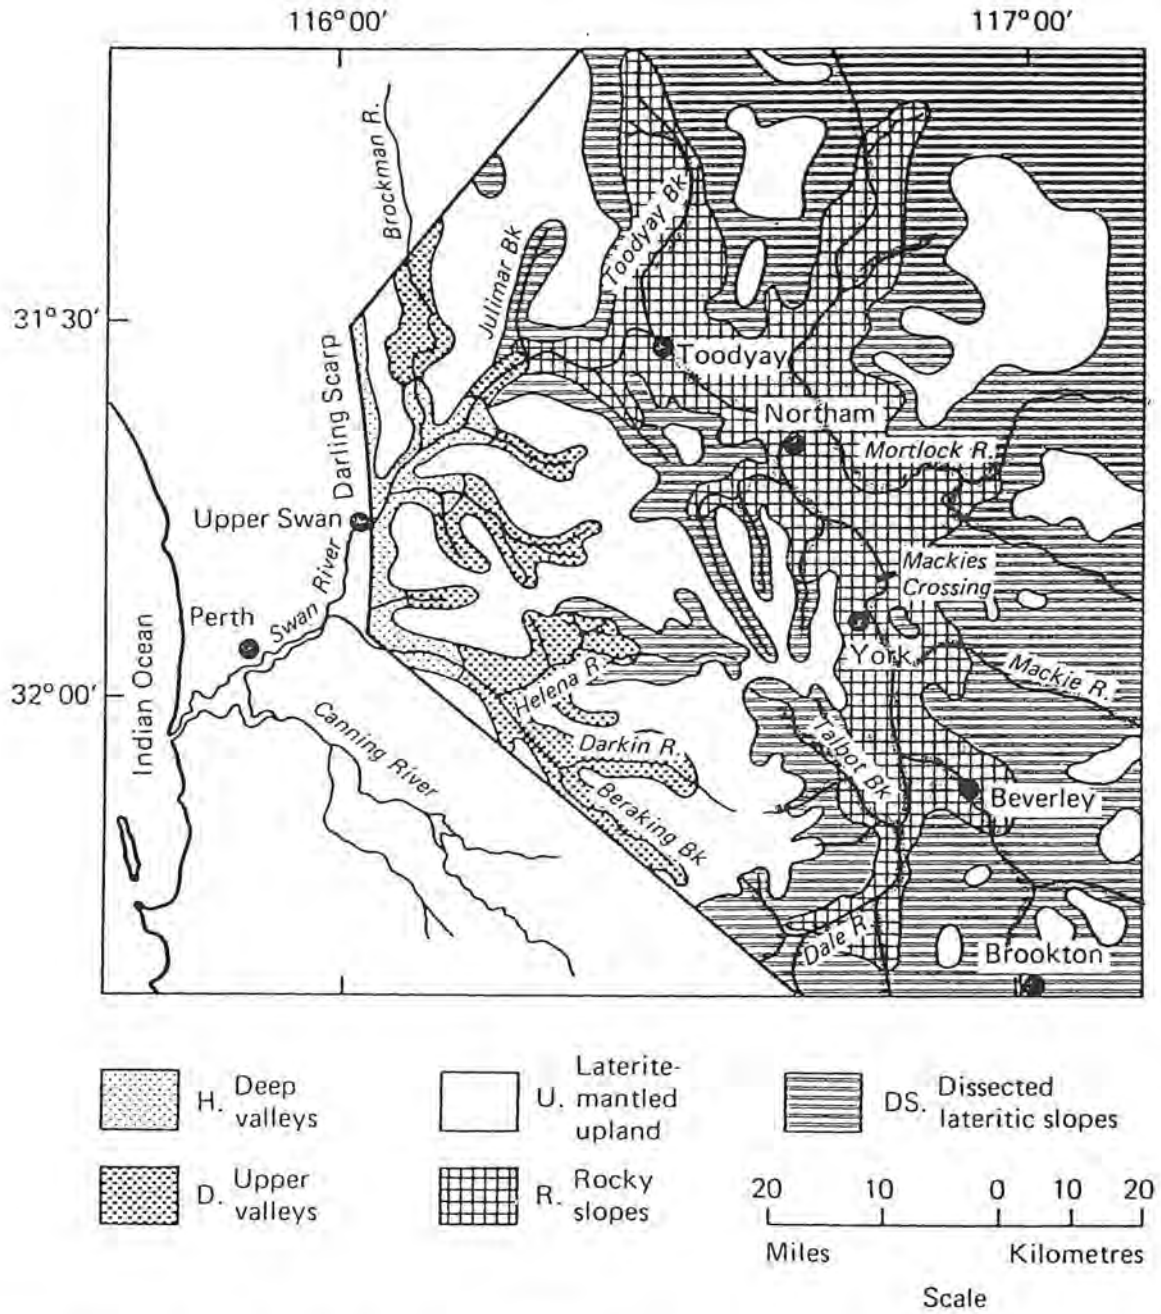 116°00'
117°00'
Brockman R.
Julimar Bk
Toodyay Bk
31°30'
Darling Scarp
Toodyay
Northam
Mortlock R.
Upper Swan
Mackies
Crossing
Swan River
Perth
Swan River
York
Mackie R.
32°00'
Indian Ocean
Helena R.
Canning River
Darkin R.
Talbot Bk
Beverley
Beraking Bk
Dale R.
Brookton
H. Deep
valleys
U. Laterite-
mantled
upland
DS. Dissected
lateritic slopes
D. Upper
valleys
R. Rocky
slopes
20 10 0 10 20
Miles Kilometres
Scale